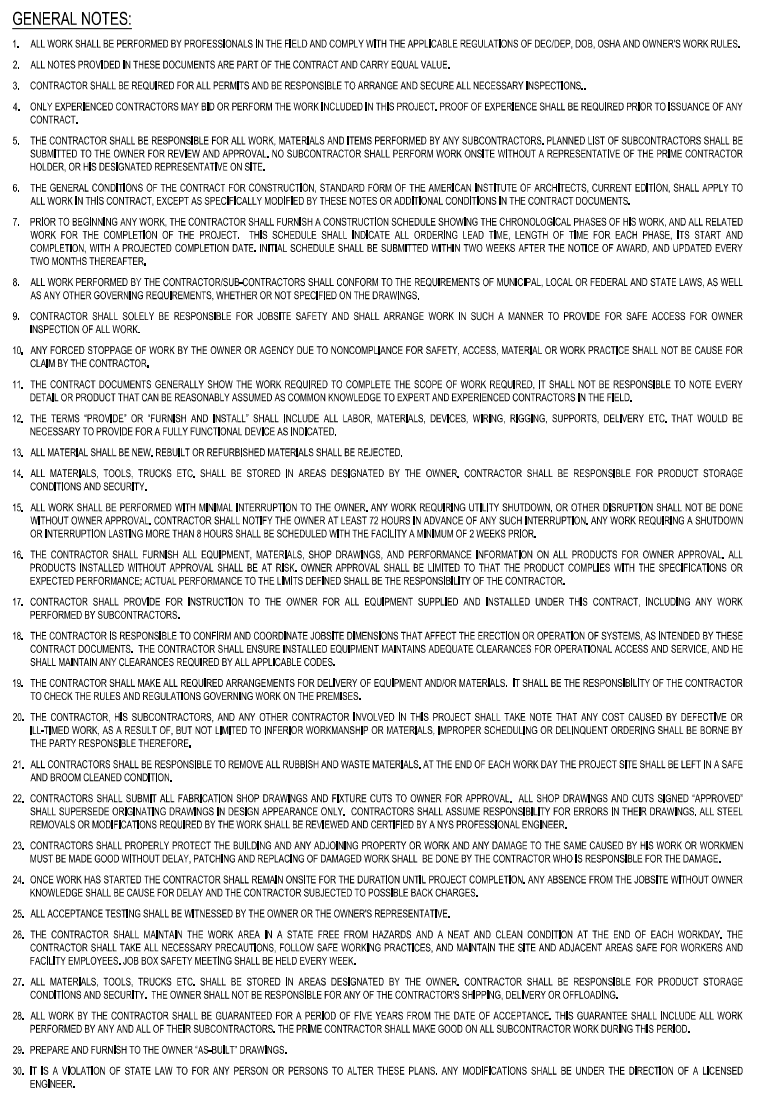 GENERAL NOTES:
1. ALL WORK SHALL BE PERFORMED BY PROFESSIONALS IN THE FIELD AND COMPLY WITH THE APPLICABLE REGULATIONS OF DEC/DEP, DOB, OSHA AND OWNER'S WORK RULES.
2. ALL NOTES PROVIDED IN THESE DOCUMENTS ARE PART OF THE CONTRACT AND CARRY EQUAL VALUE.
3. CONTRACTOR SHALL BE REQUIRED FOR ALL PERMITS AND BE RESPONSIBLE TO ARRANGE AND SECURE ALL NECESSARY INSPECTIONS..
4. ONLY EXPERIENCED CONTRACTORS MAY BID OR PERFORM THE WORK INCLUDED IN THIS PROJECT. PROOF OF EXPERIENCE SHALL BE REQUIRED PRIOR TO ISSUANCE OF ANY
CONTRACT.
5. THE CONTRACTOR SHALL BE RESPONSIBLE FOR ALL WORK, MATERIALS AND ITEMS PERFORMED BY ANY SUBCONTRACTORS. PLANNED LIST OF SUBCONTRACTORS SHALL BE
SUBMITTED TO THE OWNER FOR REVIEW AND APPROVAL. NO SUBCONTRACTOR SHALL PERFORM WORK ONSITE WITHOUT A REPRESENTATIVE OF THE PRIME CONTRACTOR
HOLDER, OR HIS DESIGNATED REPRESENTATIVE ON SITE.
6. THE GENERAL CONDITIONS OF THE CONTRACT FOR CONSTRUCTION, STANDARD FORM OF THE AMERICAN INSTITUTE OF ARCHITECTS, CURRENT EDITION, SHALL APPLY TO
ALL WORK IN THIS CONTRACT, EXCEPT AS SPECIFICALLY MODIFIED BY THESE NOTES OR ADDITIONAL CONDITIONS IN THE CONTRACT DOCUMENTS.
7. PRIOR TO BEGINNING ANY WORK, THE CONTRACTOR SHALL FURNISH A CONSTRUCTION SCHEDULE SHOWING THE CHRONOLOGICAL PHASES OF HIS WORK, AND ALL RELATED
WORK FOR THE COMPLETION OF THE PROJECT. THIS SCHEDULE SHALL INDICATE ALL ORDERING LEAD TIME, LENGTH OF TIME FOR EACH PHASE, ITS START AND
COMPLETION, WITH A PROJECTED COMPLETION DATE. INITIAL SCHEDULE SHALL BE SUBMITTED WITHIN TWO WEEKS AFTER THE NOTICE OF AWARD, AND UPDATED EVERY
TWO MONTHS THEREAFTER.
8. ALL WORK PERFORMED BY THE CONTRACTOR/SUB-CONTRACTORS SHALL CONFORM TO THE REQUIREMENTS OF MUNICIPAL, LOCAL OR FEDERAL AND STATE LAWS, AS WELL
AS ANY OTHER GOVERNING REQUIREMENTS, WHETHER OR NOT SPECIFIED ON THE DRAWINGS.
9. CONTRACTOR SHALL SOLELY BE RESPONSIBLE FOR JOBSITE SAFETY AND SHALL ARRANGE WORK IN SUCH A MANNER TO PROVIDE FOR SAFE ACCESS FOR OWNER
INSPECTION OF ALL WORK.
10. ANY FORCED STOPPAGE OF WORK BY THE OWNER OR AGENCY DUE TO NONCOMPLIANCE FOR SAFETY, ACCESS, MATERIAL OR WORK PRACTICE SHALL NOT BE CAUSE FOR
CLAIM BY THE CONTRACTOR.
11. THE CONTRACT DOCUMENTS GENERALLY SHOW THE WORK REQUIRED TO COMPLETE THE SCOPE OF WORK REQUIRED, IT SHALL NOT BE RESPONSIBLE TO NOTE EVERY
DETAIL OR PRODUCT THAT CAN BE REASONABLY ASSUMED AS COMMON KNOWLEDGE TO EXPERT AND EXPERIENCED CONTRACTORS IN THE FIELD.
12. THE TERMS "PROVIDE" OR "FURNISH AND INSTALL" SHALL INCLUDE ALL LABOR, MATERIALS, DEVICES, WIRING, RIGGING, SUPPORTS, DELIVERY ETC. THAT WOULD BE
NECESSARY TO PROVIDE FOR A FULLY FUNCTIONAL DEVICE AS INDICATED.
13. ALL MATERIAL SHALL BE NEW. REBUILT OR REFURBISHED MATERIALS SHALL BE REJECTED.
14. ALL MATERIALS, TOOLS, TRUCKS ETC. SHALL BE STORED IN AREAS DESIGNATED BY THE OWNER. CONTRACTOR SHALL BE RESPONSIBLE FOR PRODUCT STORAGE
CONDITIONS AND SECURITY.
15. ALL WORK SHALL BE PERFORMED WITH MINIMAL INTERRUPTION TO THE OWNER. ANY WORK REQUIRING UTILITY SHUTDOWN, OR OTHER DISRUPTION SHALL NOT BE DONE
WITHOUT OWNER APPROVAL. CONTRACTOR SHALL NOTIFY THE OWNER AT LEAST 72 HOURS IN ADVANCE OF ANY SUCH INTERRUPTION. ANY WORK REQUIRING A SHUTDOWN
OR INTERRUPTION LASTING MORE THAN 8 HOURS SHALL BE SCHEDULED WITH THE FACILITY A MINIMUM OF 2 WEEKS PRIOR.
16. THE CONTRACTOR SHALL FURNISH ALL EQUIPMENT, MATERIALS, SHOP DRAWINGS, AND PERFORMANCE INFORMATION ON ALL PRODUCTS FOR OWNER APPROVAL. ALL
PRODUCTS INSTALLED WITHOUT APPROVAL SHALL BE AT RISK. OWNER APPROVAL SHALL BE LIMITED TO THAT THE PRODUCT COMPLIES WITH THE SPECIFICATIONS OR
EXPECTED PERFORMANCE; ACTUAL PERFORMANCE TO THE LIMITS DEFINED SHALL BE THE RESPONSIBILITY OF THE CONTRACTOR.
17. CONTRACTOR SHALL PROVIDE FOR INSTRUCTION TO THE OWNER FOR ALL EQUIPMENT SUPPLIED AND INSTALLED UNDER THIS CONTRACT, INCLUDING ANY WORK
PERFORMED BY SUBCONTRACTORS.
18. THE CONTRACTOR IS RESPONSIBLE TO CONFIRM AND COORDINATE JOBSITE DIMENSIONS THAT AFFECT THE ERECTION OR OPERATION OF SYSTEMS, AS INTENDED BY THESE
CONTRACT DOCUMENTS. THE CONTRACTOR SHALL ENSURE INSTALLED EQUIPMENT MAINTAINS ADEQUATE CLEARANCES FOR OPERATIONAL ACCESS AND SERVICE, AND HE
SHALL MAINTAIN ANY CLEARANCES REQUIRED BY ALL APPLICABLE CODES.
19. THE CONTRACTOR SHALL MAKE ALL REQUIRED ARRANGEMENTS FOR DELIVERY OF EQUIPMENT AND/OR MATERIALS. IT SHALL BE THE RESPONSIBILITY OF THE CONTRACTOR
TO CHECK THE RULES AND REGULATIONS GOVERNING WORK ON THE PREMISES.
20. THE CONTRACTOR, HIS SUBCONTRACTORS, AND ANY OTHER CONTRACTOR INVOLVED IN THIS PROJECT SHALL TAKE NOTE THAT ANY COST CAUSED BY DEFECTIVE OR
ILL-TIMED WORK, AS A RESULT OF, BUT NOT LIMITED TO INFERIOR WORKMANSHIP OR MATERIALS, IMPROPER SCHEDULING OR DELINQUENT ORDERING SHALL BE BORNE BY
THE PARTY RESPONSIBLE THEREFORE.
21. ALL CONTRACTORS SHALL BE RESPONSIBLE TO REMOVE ALL RUBBISH AND WASTE MATERIALS. AT THE END OF EACH WORK DAY THE PROJECT SITE SHALL BE LEFT IN A SAFE
AND BROOM CLEANED CONDITION.
22. CONTRACTORS SHALL SUBMIT ALL FABRICATION SHOP DRAWINGS AND FIXTURE CUTS TO OWNER FOR APPROVAL. ALL SHOP DRAWINGS AND CUTS SIGNED "APPROVED"
SHALL SUPERSEDE ORIGINATING DRAWINGS IN DESIGN APPEARANCE ONLY. CONTRACTORS SHALL ASSUME RESPONSIBILITY FOR ERRORS IN THEIR DRAWINGS. ALL STEEL
REMOVALS OR MODIFICATIONS REQUIRED BY THE WORK SHALL BE REVIEWED AND CERTIFIED BY A NYS PROFESSIONAL ENGINEER.
23. CONTRACTORS SHALL PROPERLY PROTECT THE BUILDING AND ANY ADJOINING PROPERTY OR WORK AND ANY DAMAGE TO THE SAME CAUSED BY HIS WORK OR WORKMEN
MUST BE MADE GOOD WITHOUT DELAY, PATCHING AND REPLACING OF DAMAGED WORK SHALL BE DONE BY THE CONTRACTOR WHO IS RESPONSIBLE FOR THE DAMAGE.
24. ONCE WORK HAS STARTED THE CONTRACTOR SHALL REMAIN ONSITE FOR THE DURATION UNTIL PROJECT COMPLETION. ANY ABSENCE FROM THE JOBSITE WITHOUT OWNER
KNOWLEDGE SHALL BE CAUSE FOR DELAY AND THE CONTRACTOR SUBJECTED TO POSSIBLE BACK CHARGES.
25. ALL ACCEPTANCE TESTING SHALL BE WITNESSED BY THE OWNER OR THE OWNER'S REPRESENTATIVE.
26. THE CONTRACTOR SHALL MAINTAIN THE WORK AREA IN A STATE FREE FROM HAZARDS AND A NEAT AND CLEAN CONDITION AT THE END OF EACH WORKDAY. THE
CONTRACTOR SHALL TAKE ALL NECESSARY PRECAUTIONS, FOLLOW SAFE WORKING PRACTICES, AND MAINTAIN THE SITE AND ADJACENT AREAS SAFE FOR WORKERS AND
FACILITY EMPLOYEES. JOB BOX SAFETY MEETING SHALL BE HELD EVERY WEEK.
27. ALL MATERIALS, TOOLS, TRUCKS ETC. SHALL BE STORED IN AREAS DESIGNATED BY THE OWNER. CONTRACTOR SHALL BE RESPONSIBLE FOR PRODUCT STORAGE
CONDITIONS AND SECURITY. THE OWNER SHALL NOT BE RESPONSIBLE FOR ANY OF THE CONTRACTOR'S SHIPPING, DELIVERY OR OFFLOADING.
28. ALL WORK BY THE CONTRACTOR SHALL BE GUARANTEED FOR A PERIOD OF FIVE YEARS FROM THE DATE OF ACCEPTANCE. THIS GUARANTEE SHALL INCLUDE ALL WORK
PERFORMED BY ANY AND ALL OF THEIR SUBCONTRACTORS. THE PRIME CONTRACTOR SHALL MAKE GOOD ON ALL SUBCONTRACTOR WORK DURING THIS PERIOD.
29. PREPARE AND FURNISH TO THE OWNER "AS-BUILT" DRAWINGS.
30. IT IS A VIOLATION OF STATE LAW TO FOR ANY PERSON OR PERSONS TO ALTER THESE PLANS. ANY MODIFICATIONS SHALL BE UNDER THE DIRECTION OF A LICENSED
ENGINEER.